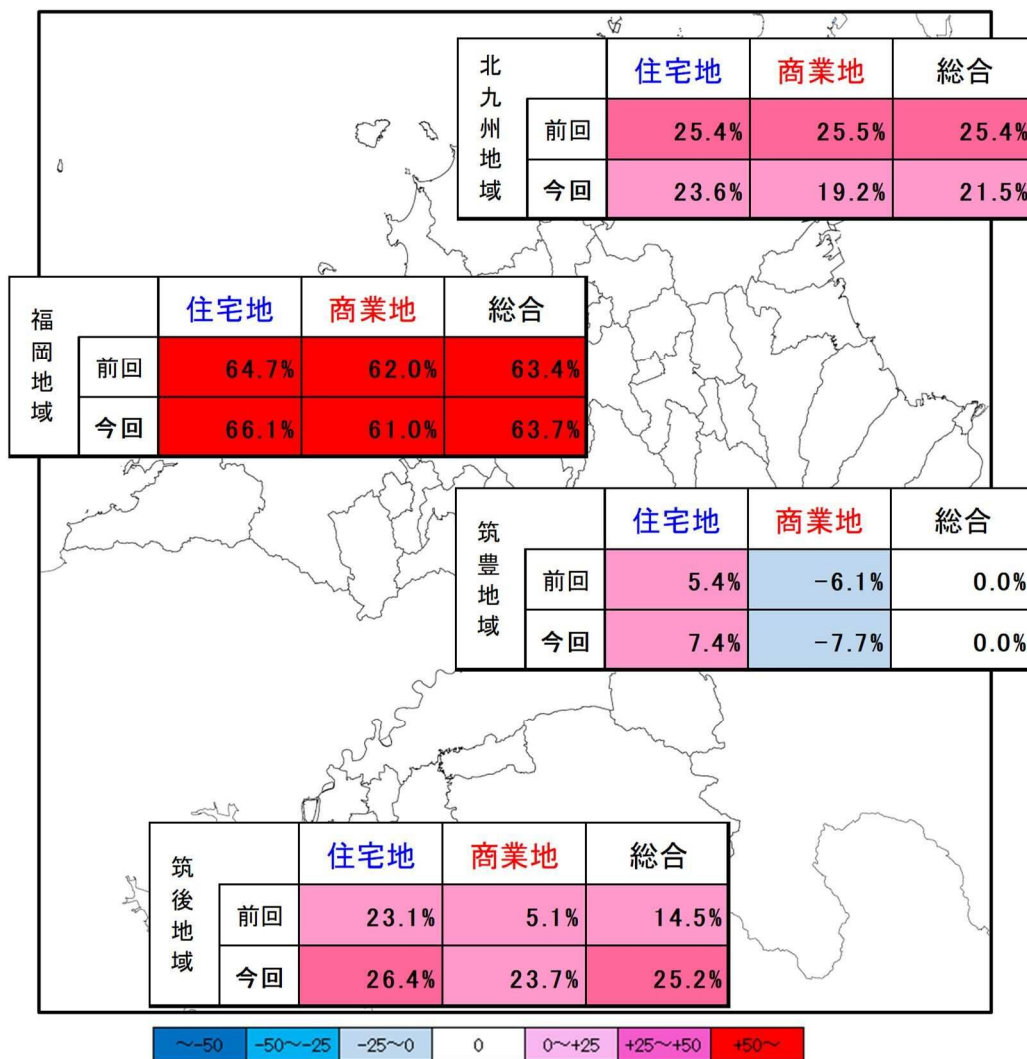 北九州地域
住宅地 商業地 総合
前回 25.4% 25.5% 25.4%
今回 23.6% 19.2% 21.5%
福岡地域
住宅地 商業地 総合
前回 64.7% 62.0% 63.4%
今回 66.1% 61.0% 63.7%
筑豊地域
住宅地 商業地 総合
前回 5.4% -6.1% 0.0%
今回 7.4% -7.7% 0.0%
筑後地域
住宅地 商業地 総合
前回 23.1% 5.1% 14.5%
今回 26.4% 23.7% 25.2%
～-50 -50～-25 -25～0 0 0～+25 +25～+50 +50～